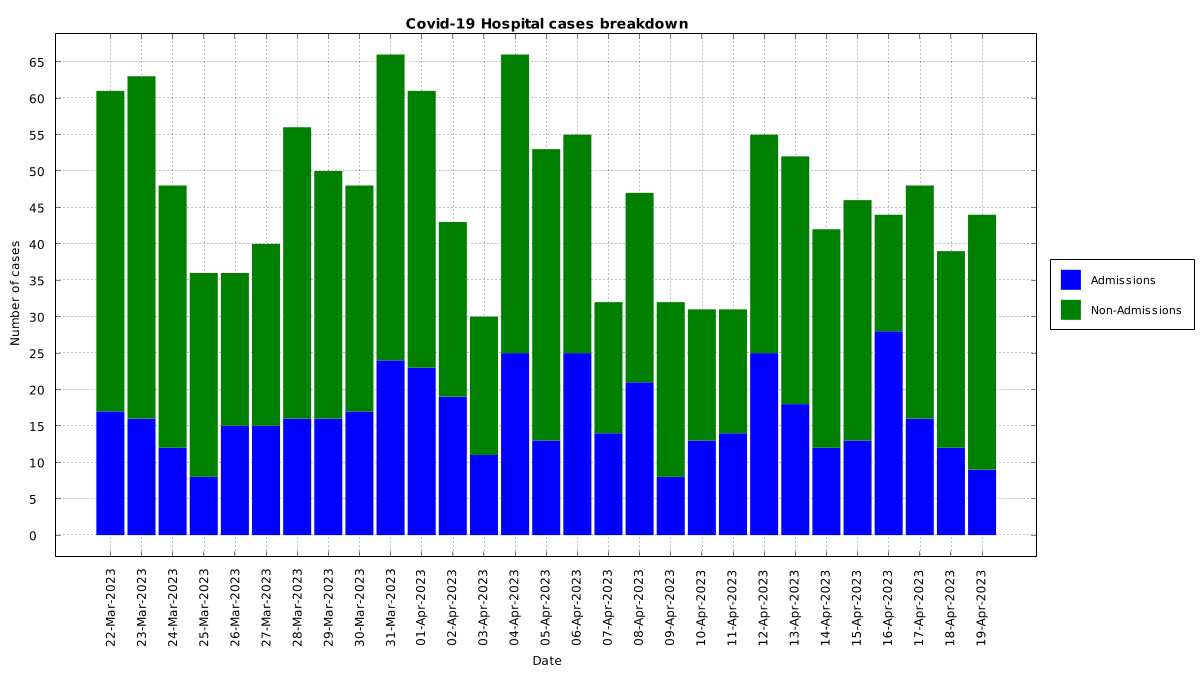 Covid-19 Hospital cases breakdown
Number of cases
65
60
55
50
45
40
35
30
25
20
15
10
5
0
22-Mar-2023
23-Mar-2023
24-Mar-2023
25-Mar-2023
26-Mar-2023
27-Mar-2023
28-Mar-2023
29-Mar-2023
30-Mar-2023
31-Mar-2023
01-Apr-2023
02-Apr-2023
03-Apr-2023
04-Apr-2023
05-Apr-2023
06-Apr-2023
07-Apr-2023
08-Apr-2023
09-Apr-2023
10-Apr-2023
11-Apr-2023
12-Apr-2023
13-Apr-2023
14-Apr-2023
15-Apr-2023
16-Apr-2023
17-Apr-2023
18-Apr-2023
19-Apr-2023
Date
Admissions
Non-Admissions